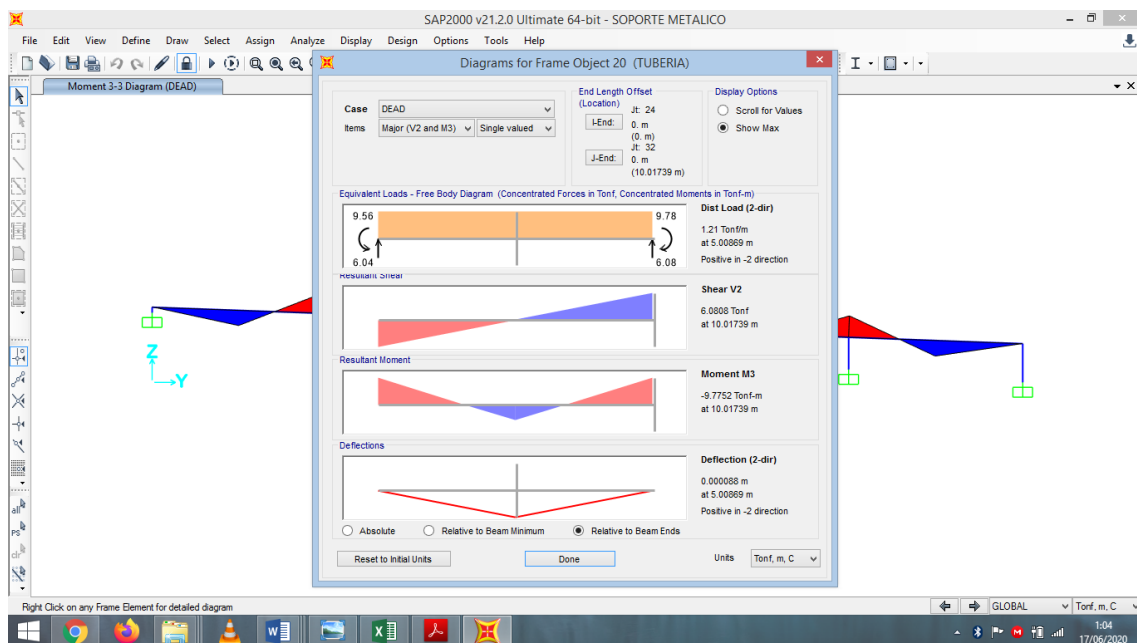 SAP2000 v21.2.0 Ultimate 64-bit - SOPORTE METALICO
File Edit View Define Draw Select Assign Analyze Display Design Options Tools Help
Moment 3-3 Diagram (DEAD)
Diagrams for Frame Object 20 (TUBERIA)
Case DEAD
Items Major (V2 and M3) Single valued
End Length Offset
(Location)
Jt: 24
I-End: 0. m
(0. m)
Jt: 32
J-End: 0. m
(10.01739 m)
Display Options
Scroll for Values
Show Max
Equivalent Loads - Free Body Diagram (Concentrated Forces in Tonf, Concentrated Moments in Tonf-m)
9.56 9.78
6.04 6.08
Dist Load (2-dir)
1.21 Tonf/m
at 5.00869 m
Positive in -2 direction
Resultant Shear
Shear V2
6.0808 Tonf
at 10.01739 m
Resultant Moment
Moment M3
-9.7752 Tonf-m
at 10.01739 m
Deflections
Deflection (2-dir)
0.000088 m
at 5.00869 m
Positive in -2 direction
Absolute Relative to Beam Minimum Relative to Beam Ends
Reset to Initial Units Done Units Tonf, m, C
Z
Y
all
PS
clr
Right Click on any Frame Element for detailed diagram GLOBAL Tonf, m, C
1:04
17/06/2020